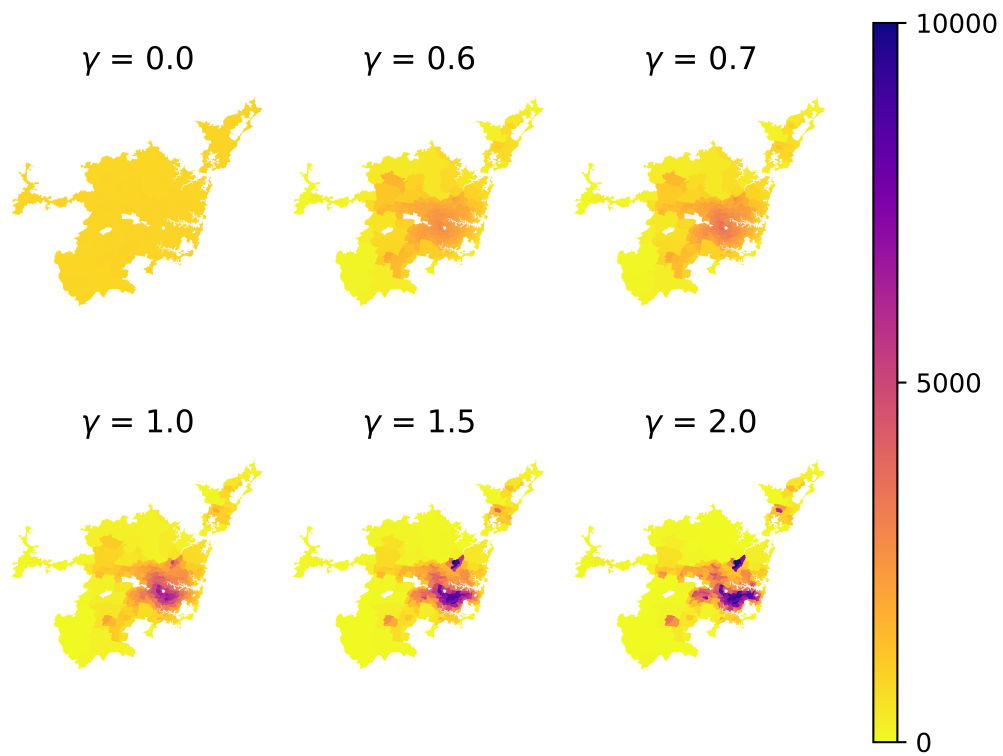 γ = 0.0
γ = 0.6
γ = 0.7
10000
5000
0
γ = 1.0
γ = 1.5
γ = 2.0